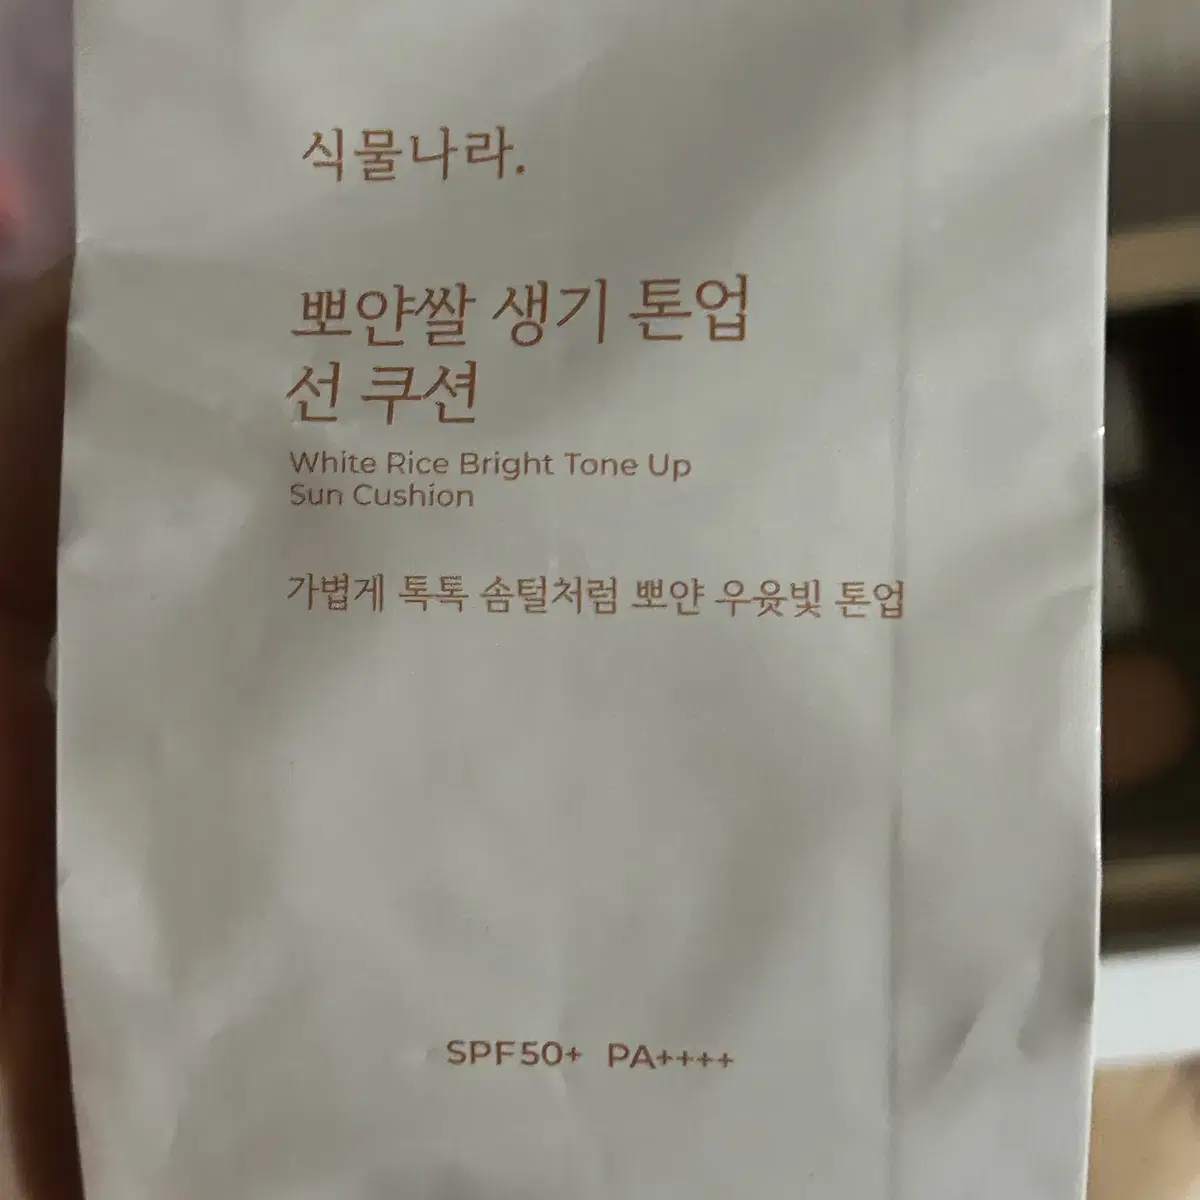 식물나라.
뽀얀쌀 생기 톤업
선 쿠션
White Rice Bright Tone Up
Sun Cushion
가볍게 톡톡 솜털처럼 뽀얀 우윳빛 톤업
SPF50+ PA++++